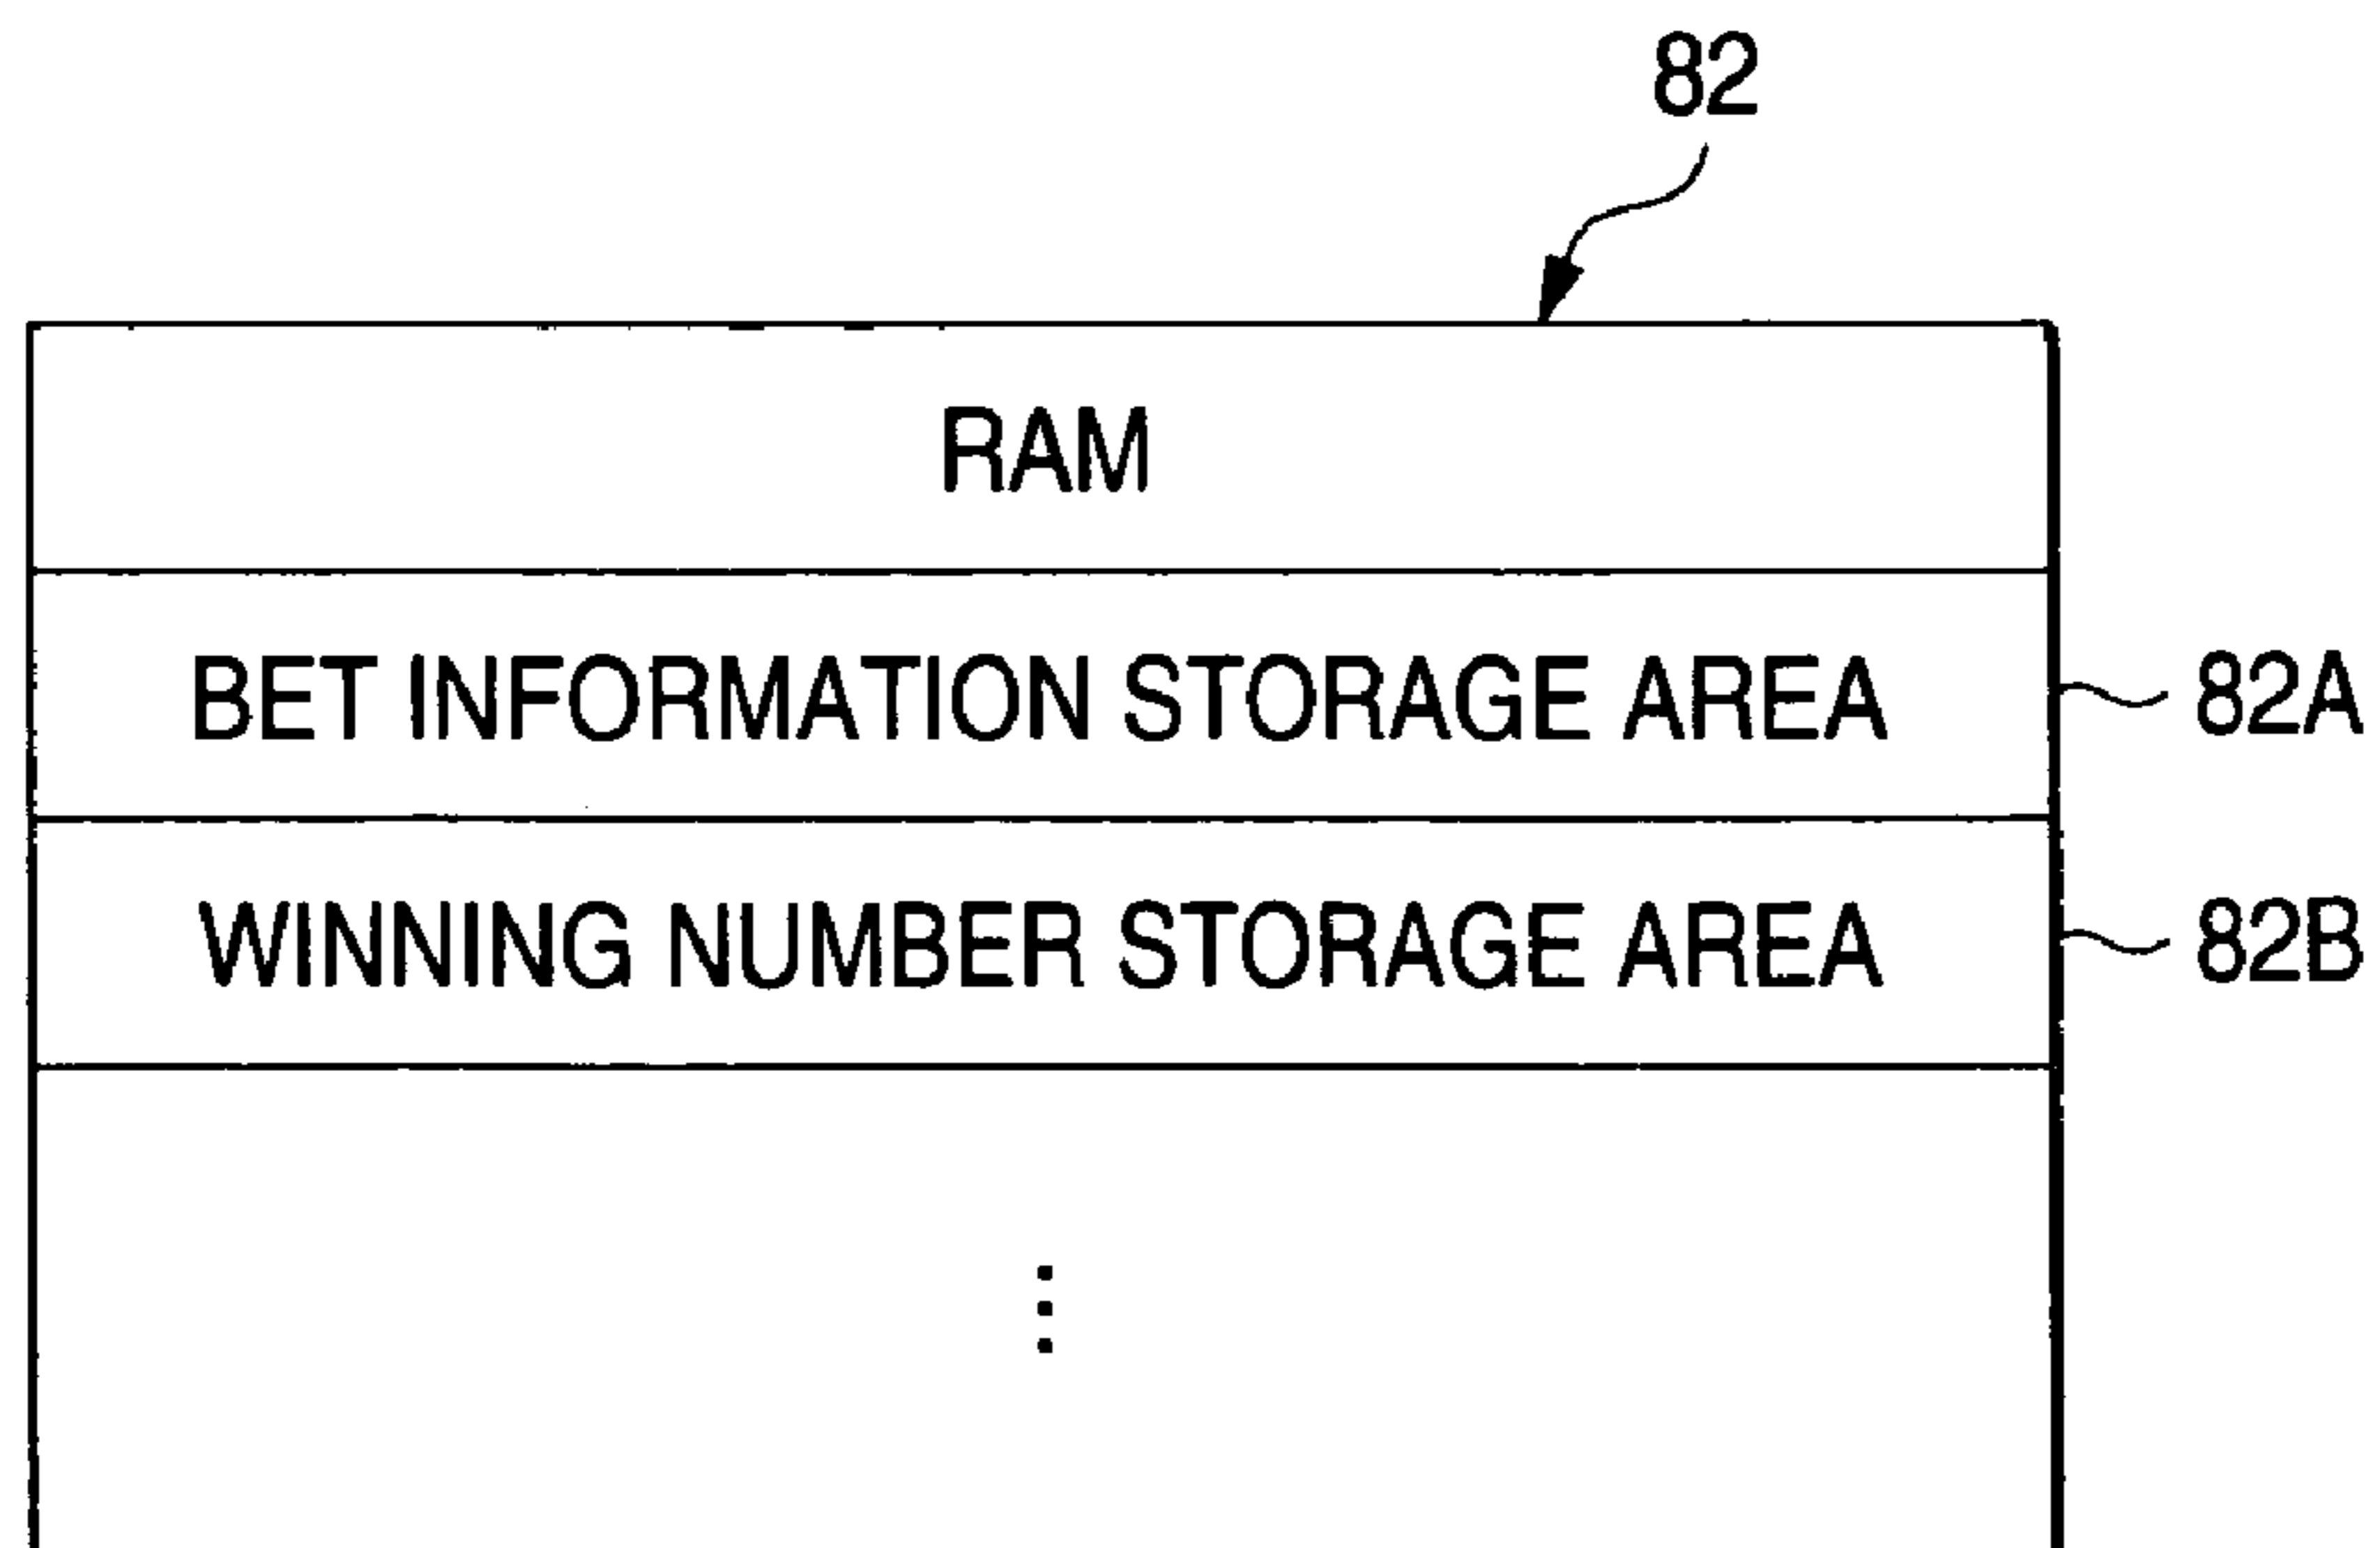 82
RAM
BET INFORMATION STORAGE AREA 82A
WINNING NUMBER STORAGE AREA 82B